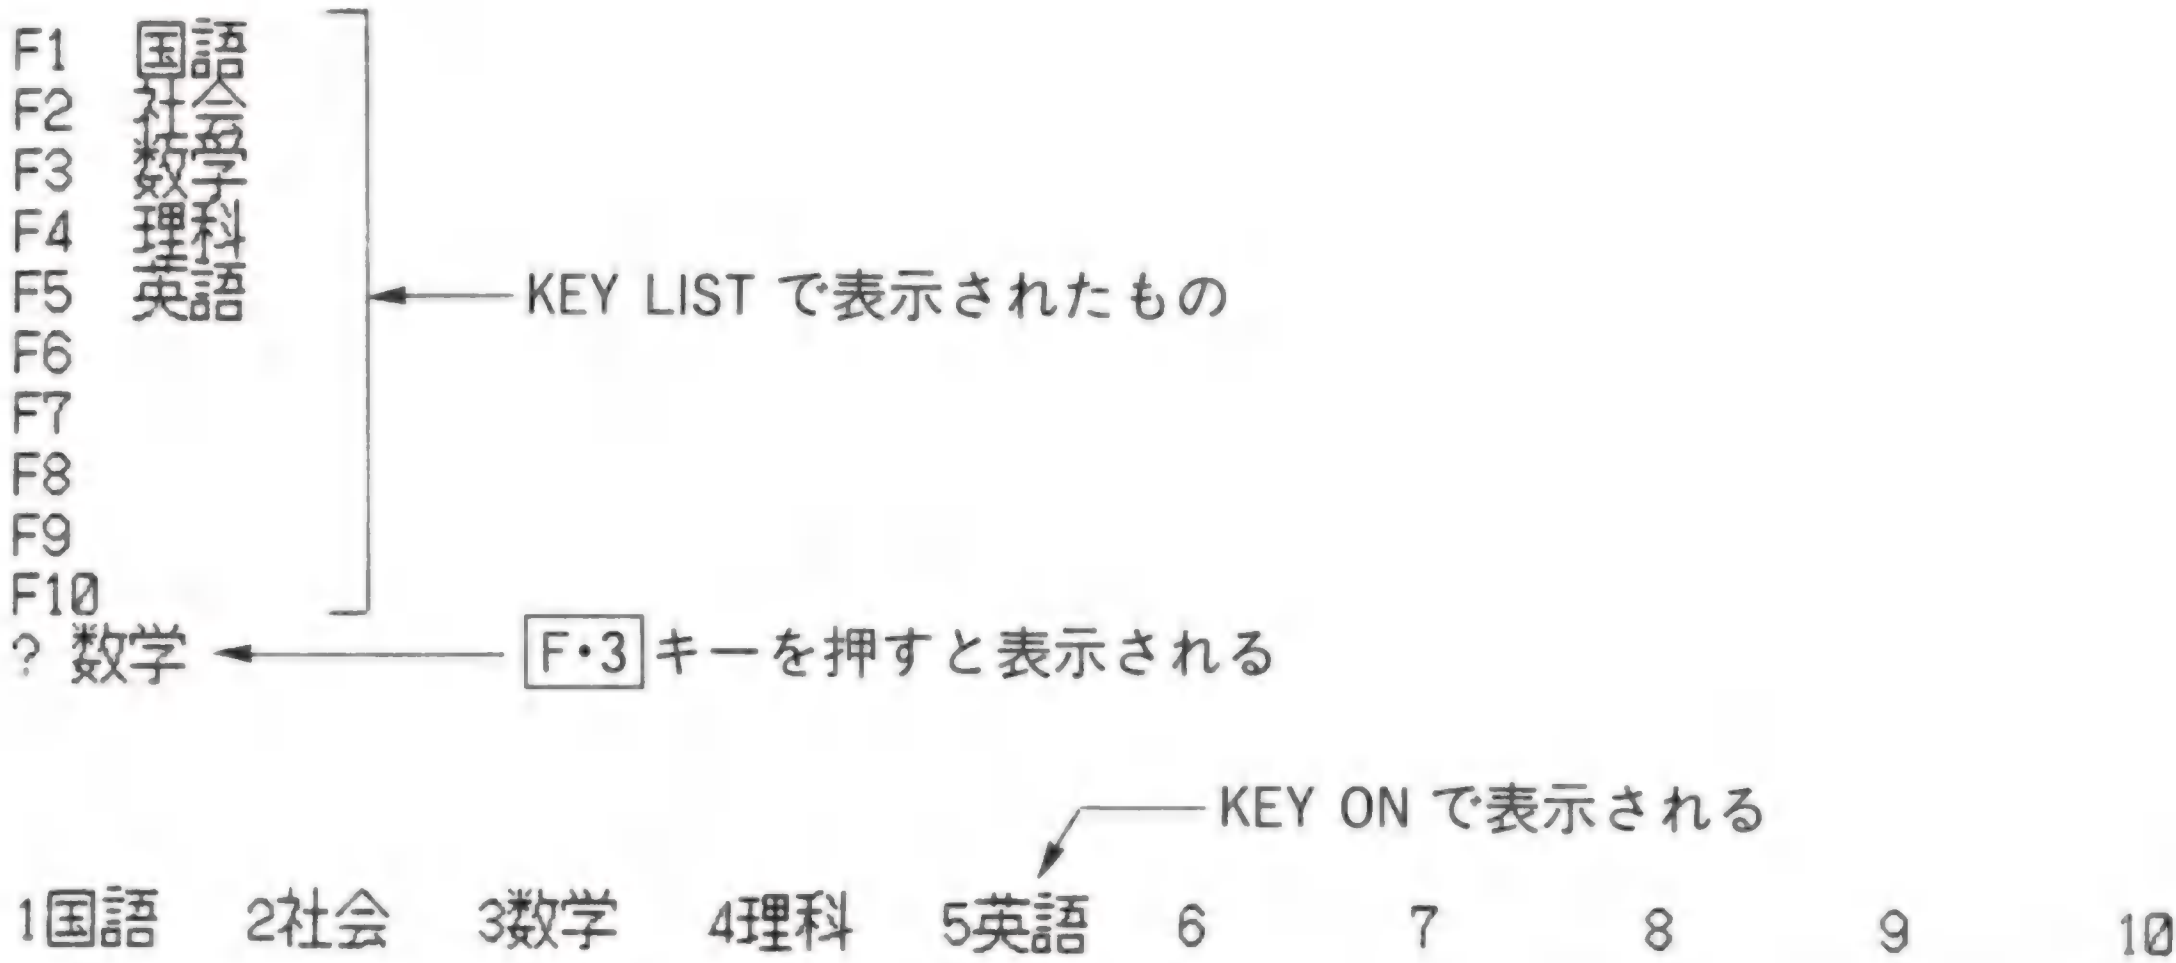 F1 国語
F2 社会
F3 数学
F4 理科
F5 英語 KEY LIST で表示されたもの
F6
F7
F8
F9
F10
? 数学 F・3 キーを押すと表示される
KEY ON で表示される
1国語 2社会 3数学 4理科 5英語 6 7 8 9 10